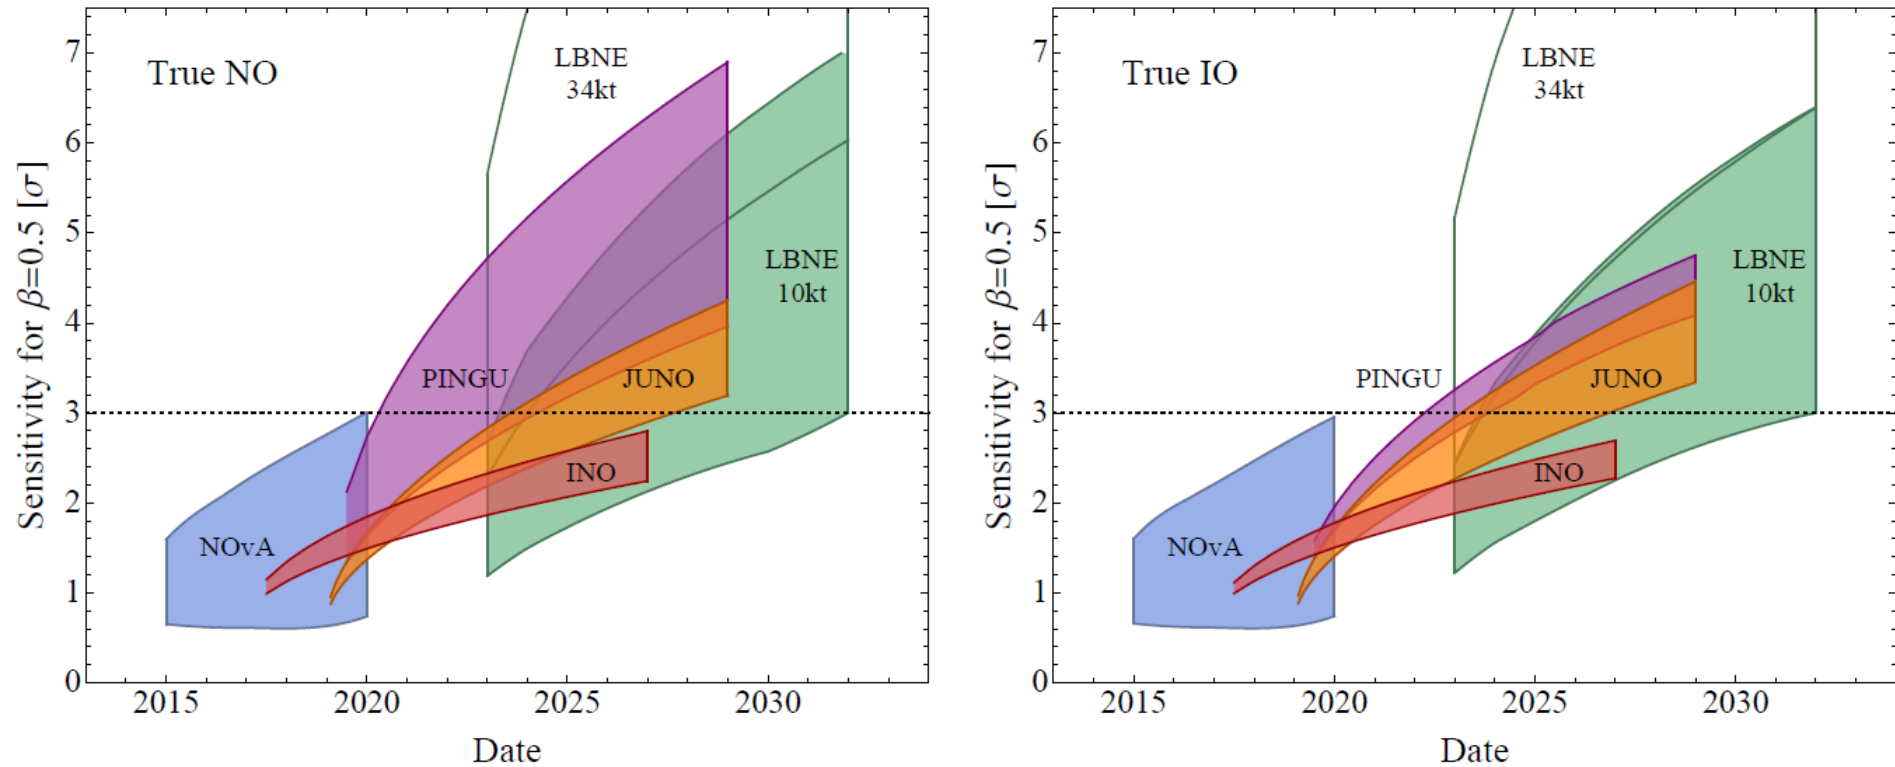 True NO
LBNE
34kt
LBNE
10kt
PINGU
JUNO
INO
NOvA
Sensitivity for β=0.5 [σ]
7
6
5
4
3
2
1
0
2015
2020
2025
2030
Date
True IO
LBNE
34kt
LBNE
10kt
PINGU
JUNO
INO
NOvA
Sensitivity for β=0.5 [σ]
7
6
5
4
3
2
1
0
2015
2020
2025
2030
Date